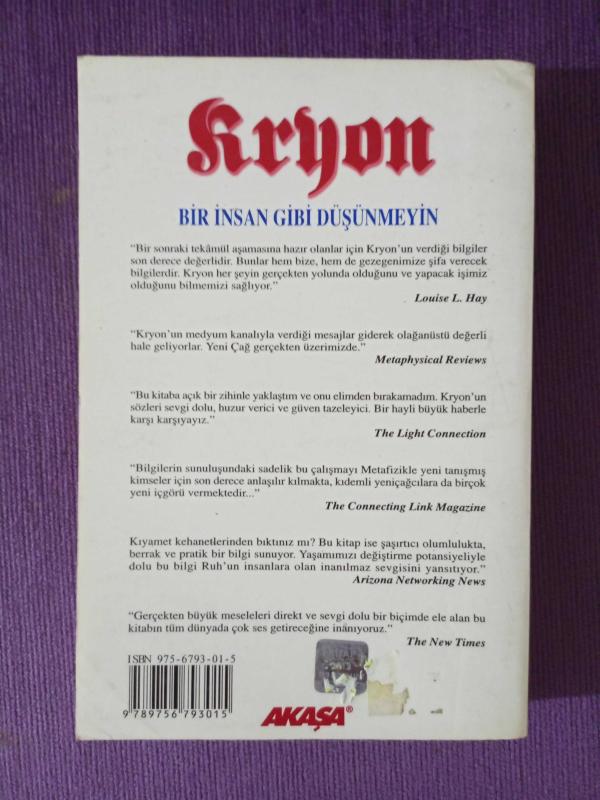 Kryon
BİR İNSAN GİBİ DÜŞÜNMEYİN
“Bir sonraki tekâmül aşamasına hazır olanlar için Kryon’un verdiği bilgiler
son derece değerlidir. Bunlar hem bize, hem de gezegenimize şifa verecek
bilgilerdir. Kryon her şeyin gerçekten yolunda olduğunu ve yapacak işimiz
olduğunu bilmemizi sağlıyor.”
Louise L. Hay
“Kryon’un medyum kanalıyla verdiği mesajlar giderek olağanüstü değerli
hale geliyorlar. Yeni Çağ gerçekten üzerimizde.”
Metaphysical Reviews
“Bu kitaba açık bir zihinle yaklaştım ve onu elimden bırakamadım. Kryon’un
sözleri sevgi dolu, huzur verici ve güven tazeleyici. Bir hayli büyük haberle
karşı karşıyayız.”
The Light Connection
“Bilgilerin sunuluşundaki sadelik bu çalışmayı Metafizikle yeni tanışmış
kimseler için son derece anlaşılır kılmakta, kıdemli yeniçağcılara da birçok
yeni içgörü vermektedir...”
The Connecting Link Magazine
Kıyamet kehanetlerinden bıktınız mı? Bu kitap ise şaşırtıcı olumlulukta,
berrak ve pratik bir bilgi sunuyor. Yaşamımızı değiştirme potansiyeliyle
dolu bu bilgi Ruh’un insanlara olan inanılmaz sevgisini yansıtıyor.”
Arizona Networking News
“Gerçekten büyük meseleleri direkt ve sevgi dolu bir biçimde ele alan bu
kitabın tüm dünyada çok ses getireceğine inanıyoruz.”
The New Times
ISBN 975-6793-01-5
9 789756 793015
AKAŞA®